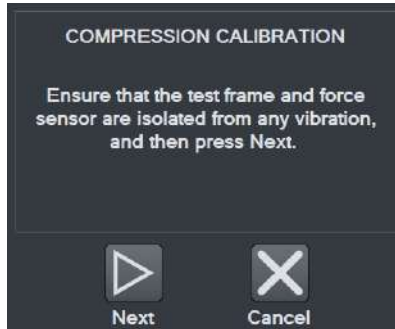 COMPRESSION CALIBRATION
Ensure that the test frame and force
sensor are isolated from any vibration,
and then press Next.
Next
Cancel